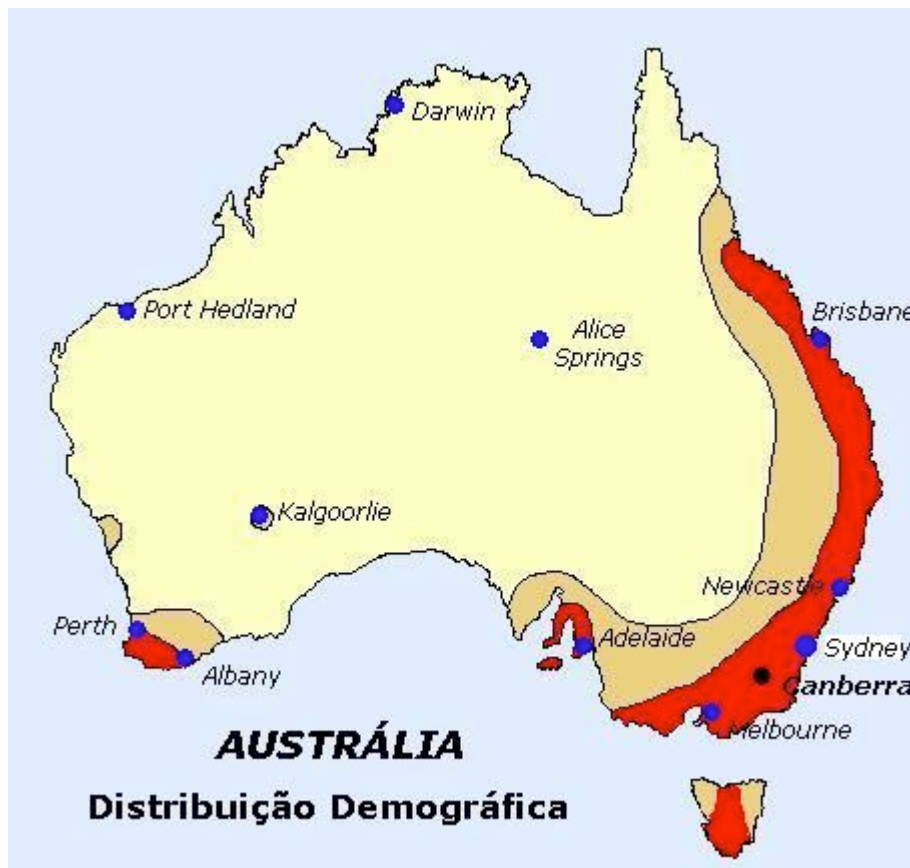 Darwin
Port Hedland
Brisbane
Alice
Springs
Kalgoorlie
Newcastle
Perth
Adelaide
Sydney
Albany
Canberra
Melbourne
AUSTRÁLIA
Distribuição Demográfica